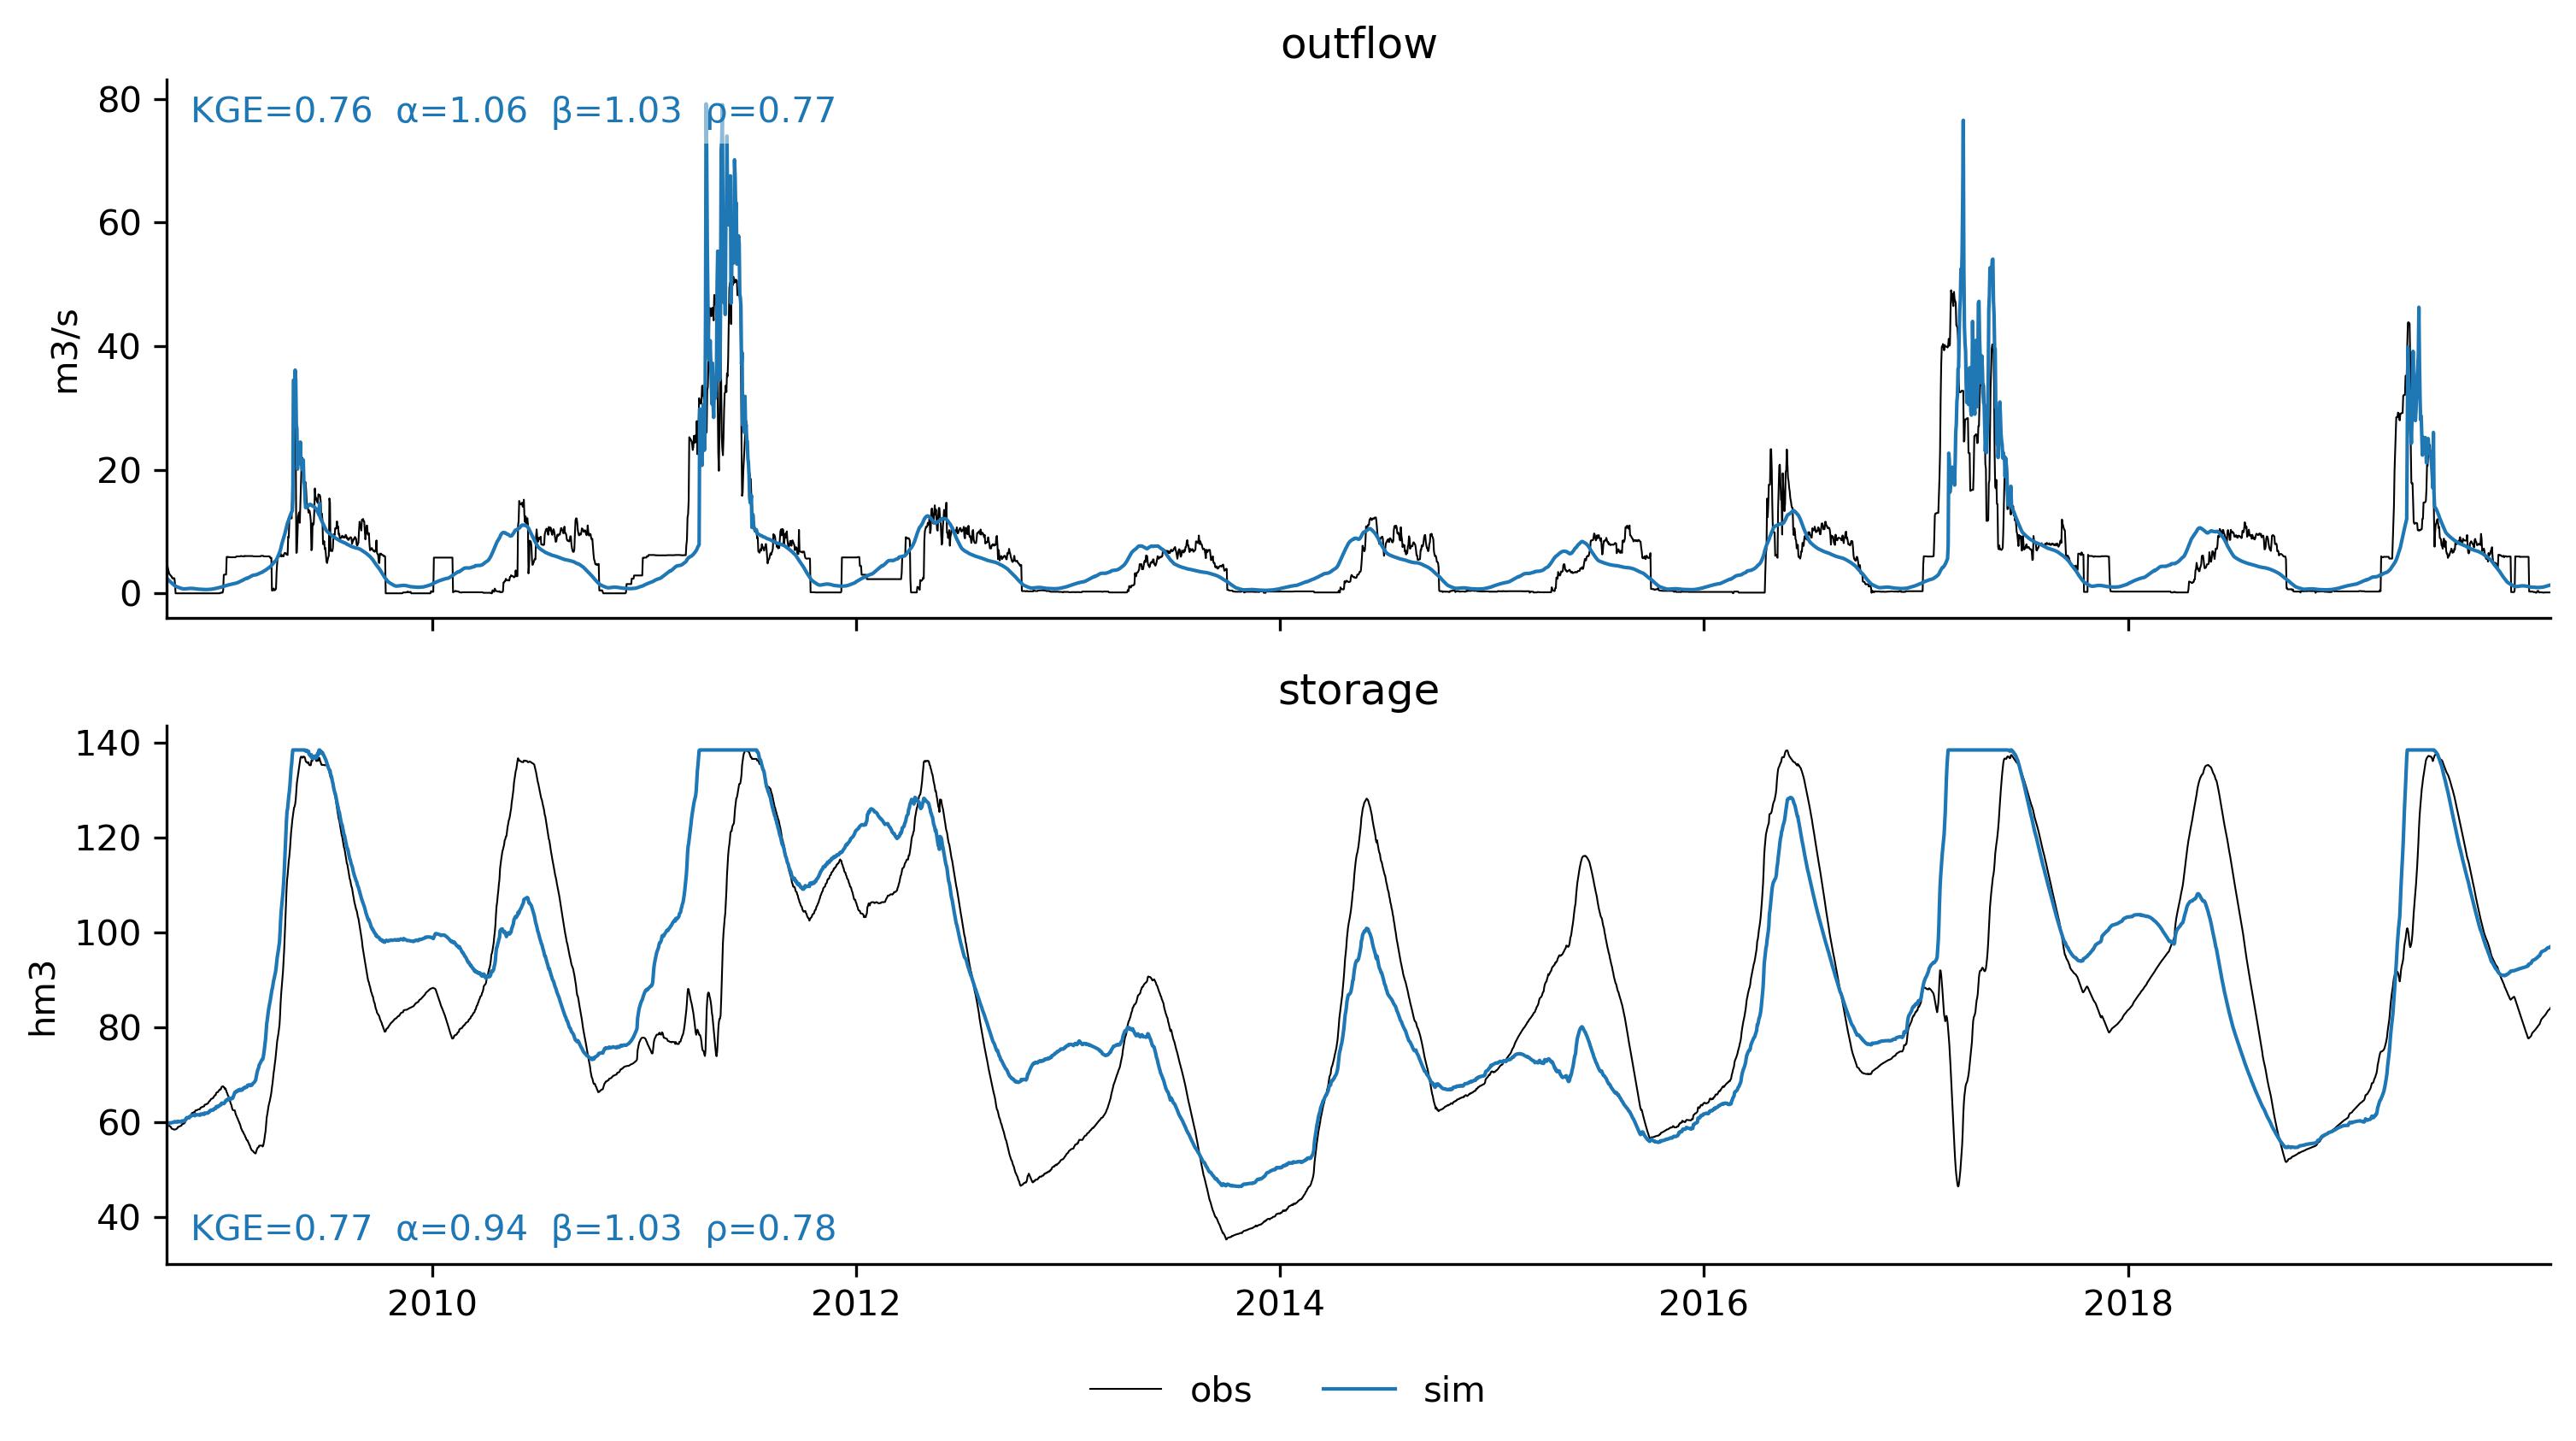 outflow
KGE=0.76 α=1.06 β=1.03 ρ=0.77
m3/s
80
60
40
20
0
storage
hm3
140
120
100
80
60
40
KGE=0.77 α=0.94 β=1.03 ρ=0.78
2010 2012 2014 2016 2018
obs sim